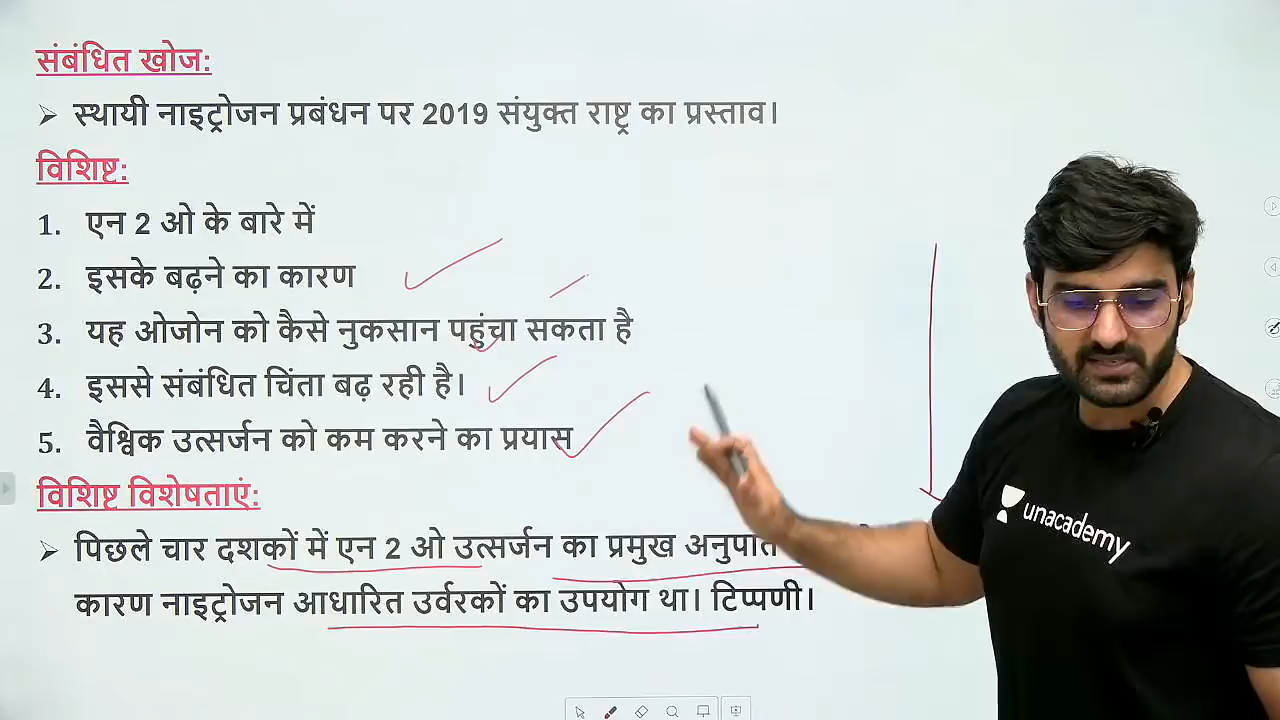 संबंधित खोज:
➢ स्थायी नाइट्रोजन प्रबंधन पर 2019 संयुक्त राष्ट्र का प्रस्ताव।
विशिष्ट:
1. एन 2 ओ के बारे में
2. इसके बढ़ने का कारण
3. यह ओजोन को कैसे नुकसान पहुंचा सकता है
4. इससे संबंधित चिंता बढ़ रही है।
5. वैश्विक उत्सर्जन को कम करने का प्रयास
विशिष्ट विशेषताएं:
➢ पिछले चार दशकों में एन 2 ओ उत्सर्जन का प्रमुख अनुपात
कारण नाइट्रोजन आधारित उर्वरकों का उपयोग था। टिप्पणी।
unacademy